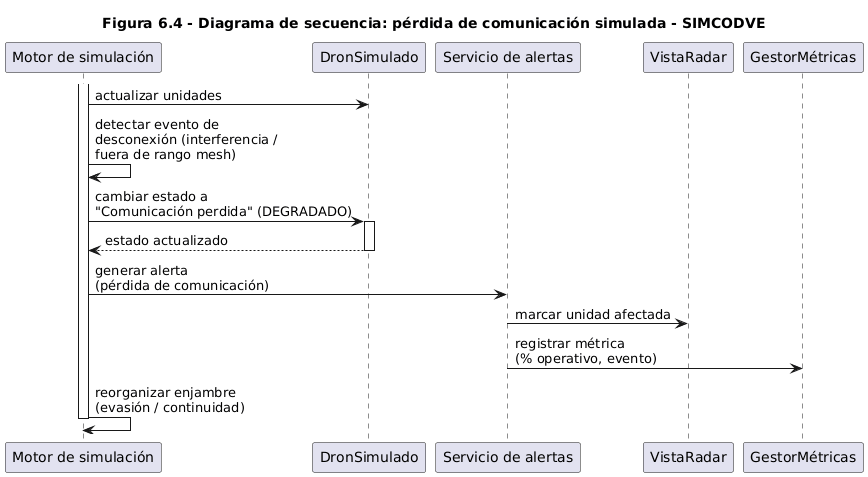 Figura 6.4 - Diagrama de secuencia: pérdida de comunicación simulada - SIMCODVE
Motor de simulación
DronSimulado
Servicio de alertas
VistaRadar
GestorMétricas
actualizar unidades
detectar evento de
desconexión (interferencia /
fuera de rango mesh)
cambiar estado a
"Comunicación perdida" (DEGRADADO)
estado actualizado
generar alerta
(pérdida de comunicación)
marcar unidad afectada
registrar métrica
(% operativo, evento)
reorganizar enjambre
(evasión / continuidad)
Motor de simulación
DronSimulado
Servicio de alertas
VistaRadar
GestorMétricas